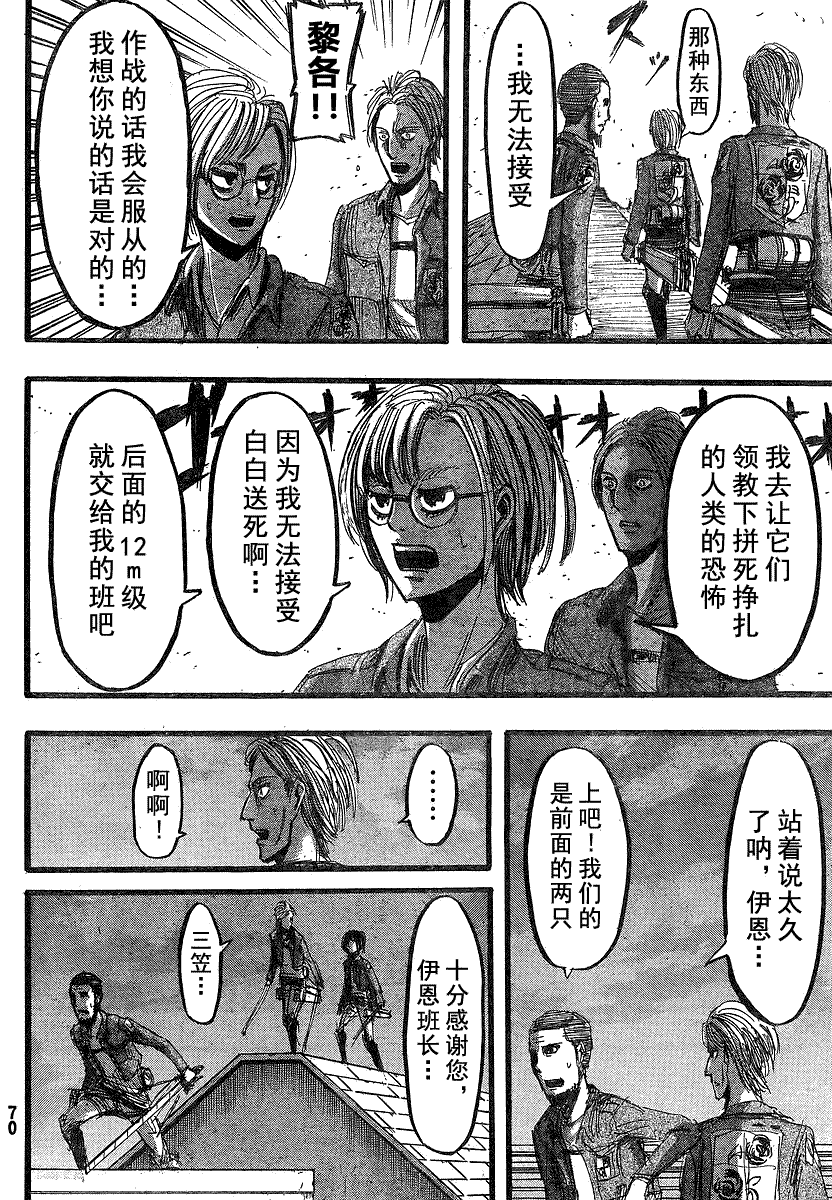 那种东西
…我无法接受
黎各!!
作战的话我会服从的…
我想你说的话是对的…
我去让它们
领教下拼死挣扎
的人类的恐怖
因为我无法接受
白白送死啊…
后面的12m级
就交给我的班吧
站着说太久
了呐，伊恩…
上吧！我们的
是前面的两只
……
啊啊！
十分感谢您，
伊恩班长…
三笠…
70